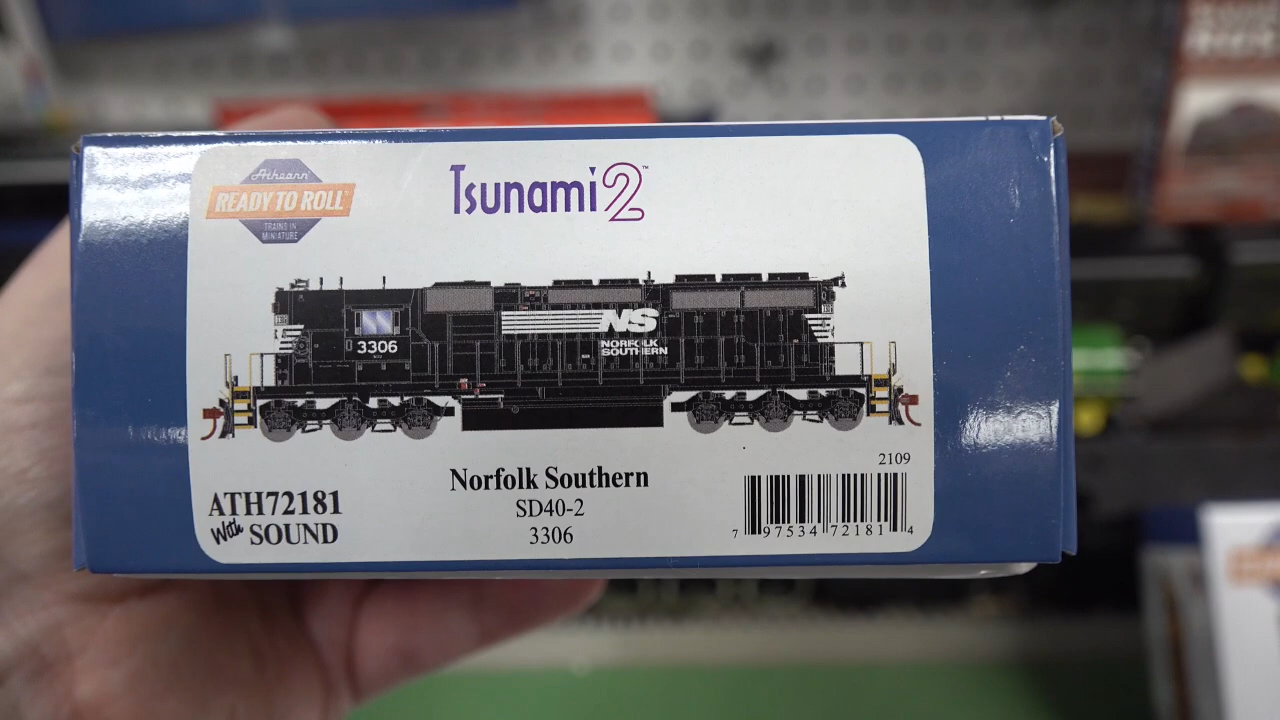 Athearn
READY TO ROLL
TRAINS IN
MINIATURE
Tsunami2™
3306
NS
NORFOLK
SOUTHERN
2109
Norfolk Southern
SD40-2
3306
ATH72181
With SOUND
7 97534 72181 4